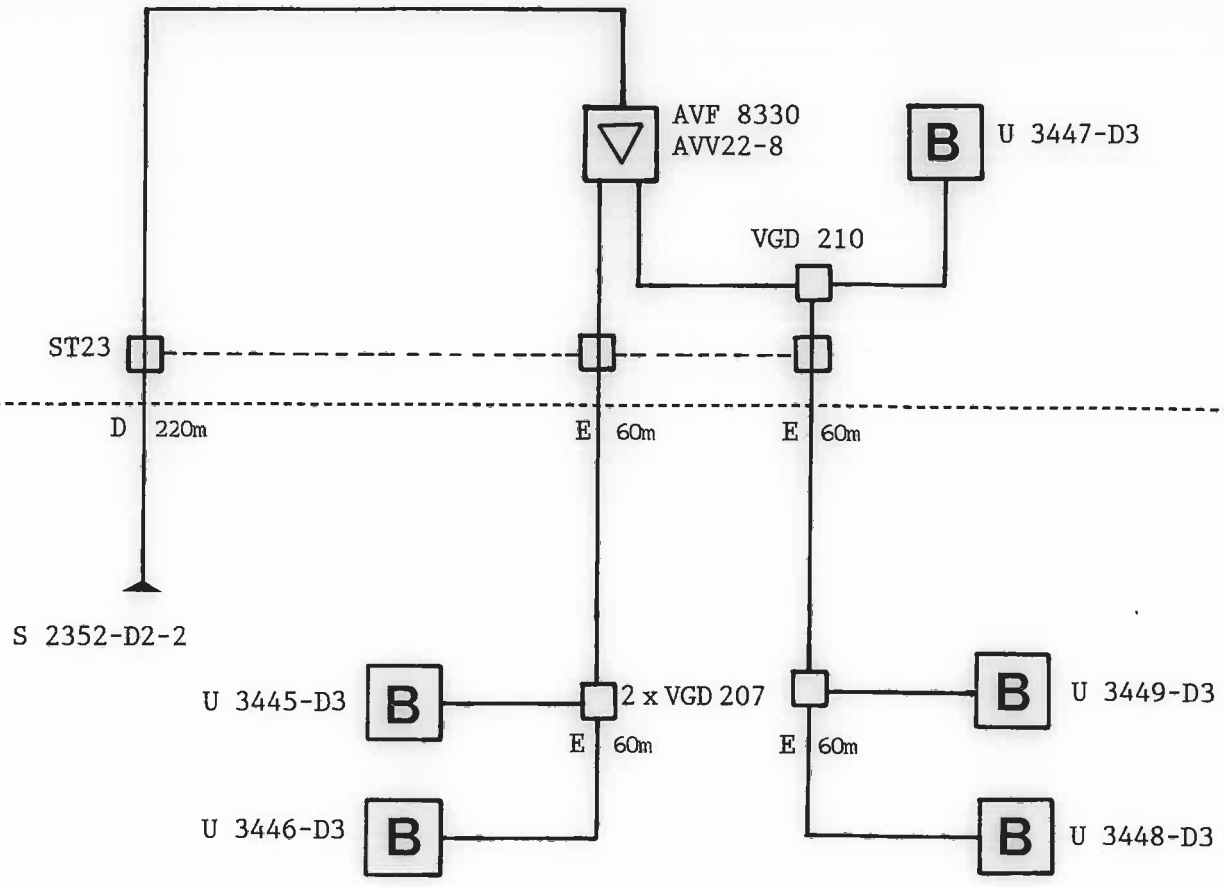 AVF 8330
AVV22-8
B
U 3447-D3
VGD 210
ST23
D 220m
E 60m
E 60m
S 2352-D2-2
U 3445-D3
B
2 x VGD 207
B
U 3449-D3
E 60m
E 60m
U 3446-D3
B
B
U 3448-D3